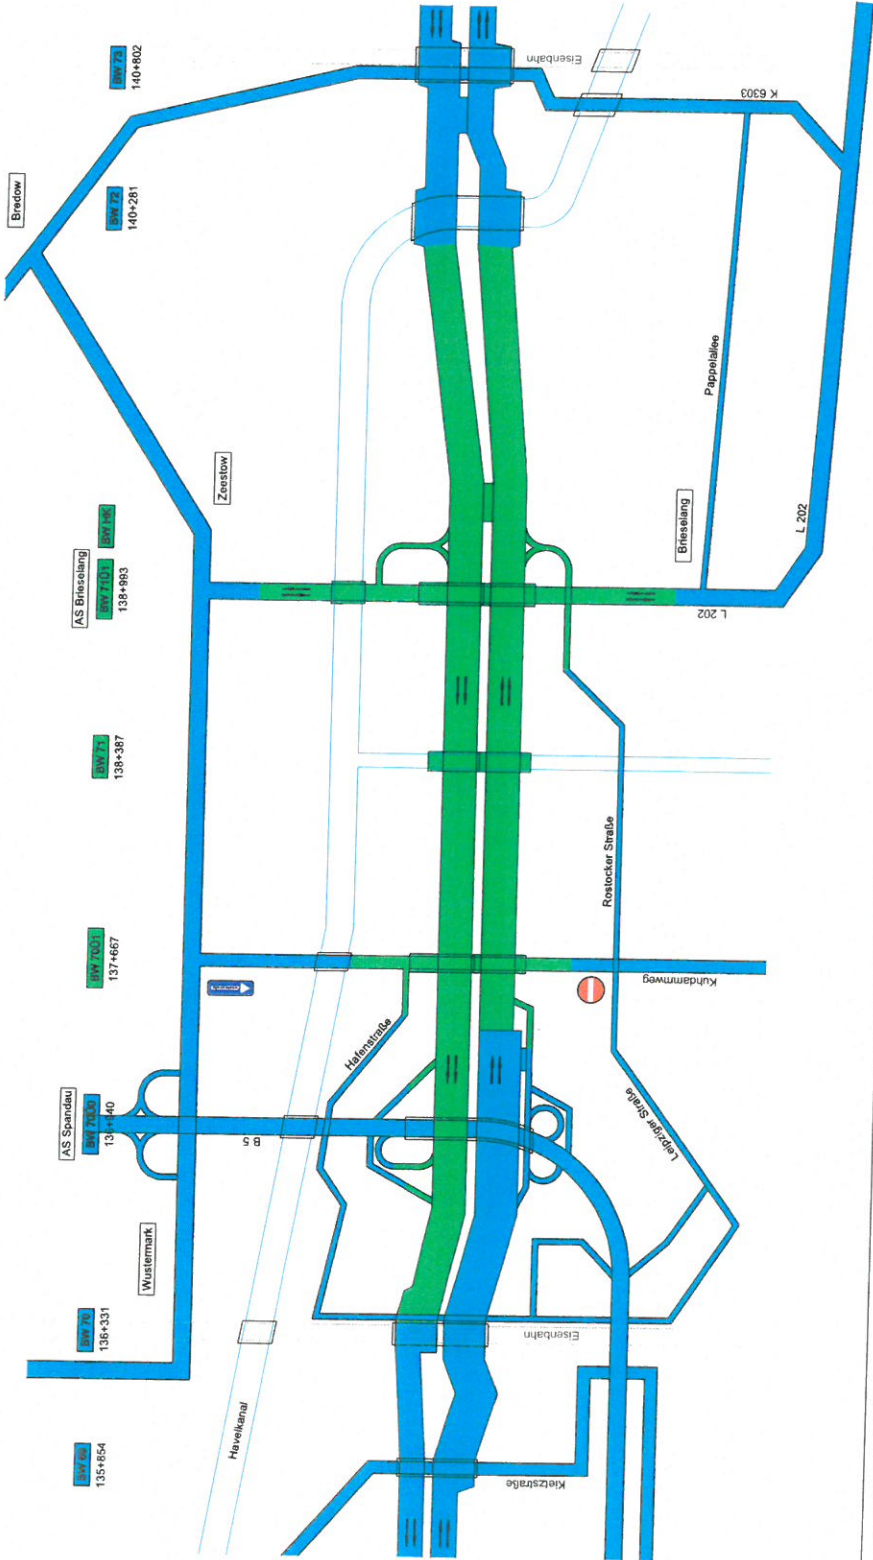 BW 69
135+854
BW 70
136+331
AS Spandau
BW 7000
BW 7001
137+667
BW 71
138+387
AS Brieselang
BW 7101
138+993
BW HK
BW 72
140+281
BW 73
140+802
Bredow
Wustermark
Zeestow
B 5
Havelkanal
Hafenstraße
Eisenbahn
Eisenbahn
Kietzstraße
Leipziger Straße
Kuhdammweg
Rostocker Straße
Brieselang
L 202
Pappelallee
L 202
K 6303